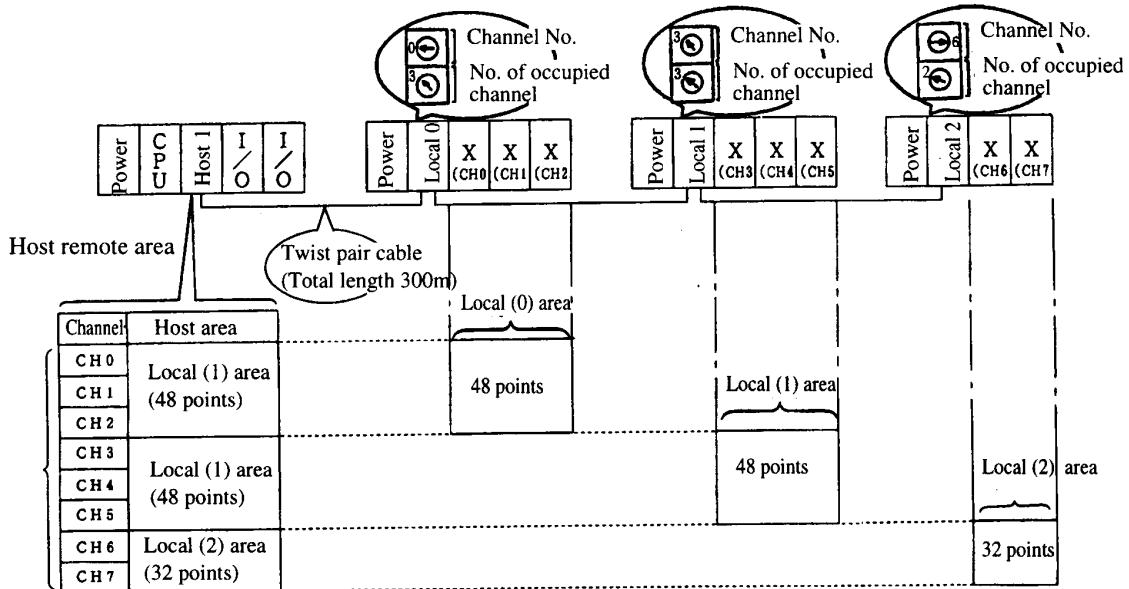 0
3
Channel No.
No. of occupied
channel
3
3
Channel No.
No. of occupied
channel
6
2
Channel No.
No. of occupied
channel
Power
CPU
Host 1
I/O
I/O
Power
Local 0
X
(CH0
X
(CH1
X
(CH2
Power
Local 1
X
(CH3
X
(CH4
X
(CH5
Power
Local 2
X
(CH6
X
(CH7
Host remote area
Twist pair cable
(Total length 300m)
Local (0) area
48 points
Local (1) area
48 points
Local (2) area
32 points
Channel
Host area
CH0
CH1
CH2
Local (1) area
(48 points)
CH3
CH4
CH5
Local (1) area
(48 points)
CH6
CH7
Local (2) area
(32 points)